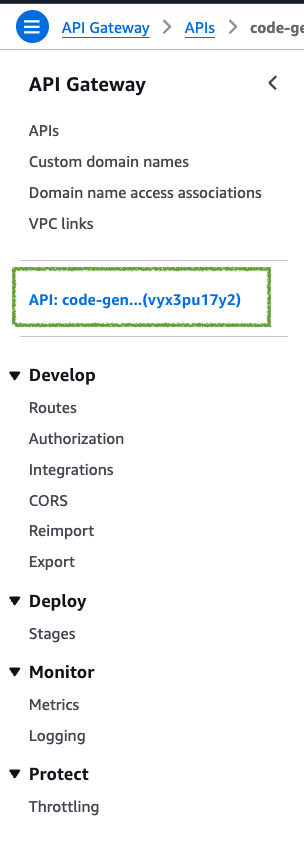 API Gateway > APIs > code-ge
API Gateway
APIs
Custom domain names
Domain name access associations
VPC links
API: code-gen...(vyx3pu17y2)
Develop
Routes
Authorization
Integrations
CORS
Reimport
Export
Deploy
Stages
Monitor
Metrics
Logging
Protect
Throttling